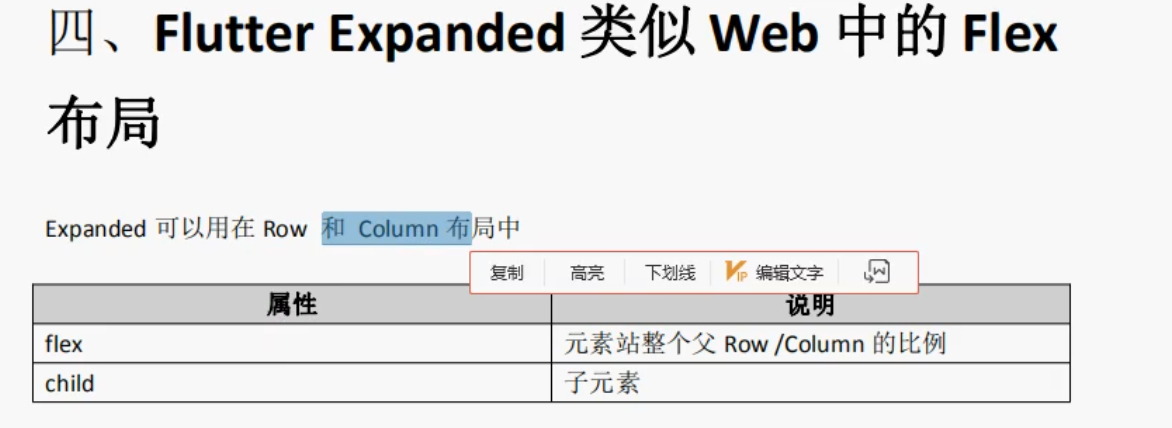 四、Flutter Expanded 类似 Web 中的 Flex
布局
Expanded 可以用在 Row 和 Column 布局中
复制 高亮 下划线 VIP 编辑文字
属性 说明
flex 元素站整个父 Row /Column 的比例
child 子元素